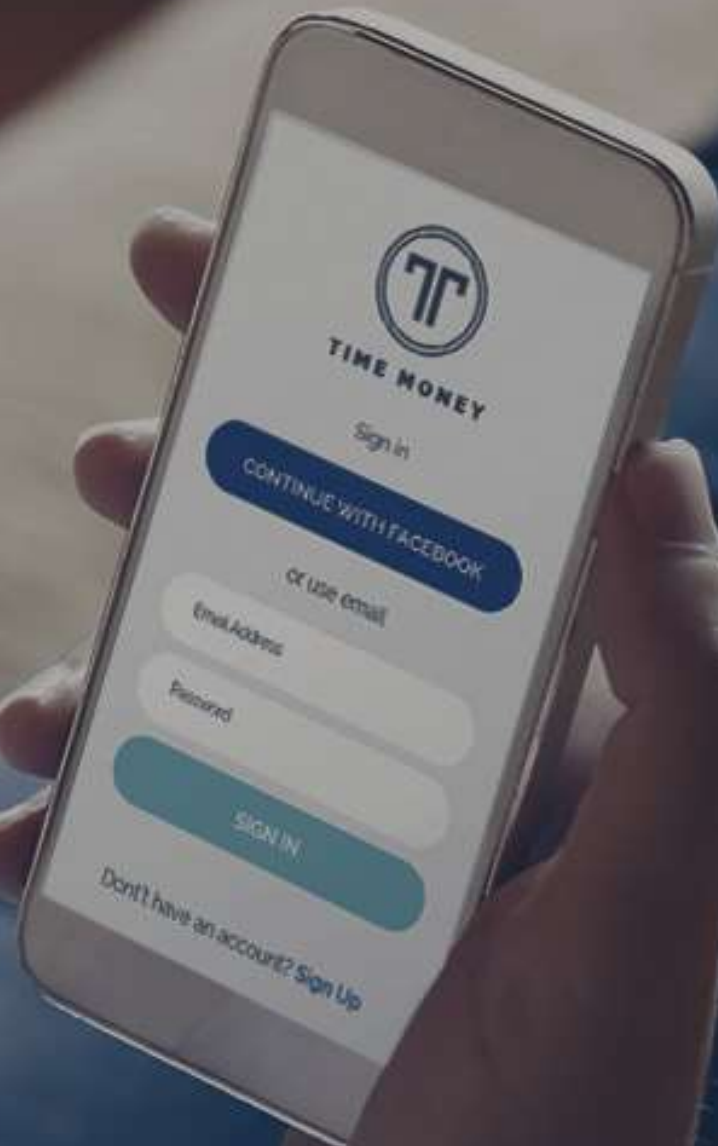 TIME MONEY
Sign in
CONTINUE WITH FACEBOOK
or use email
Email Address
Password
SIGN IN
Dont't have an account? Sign Up